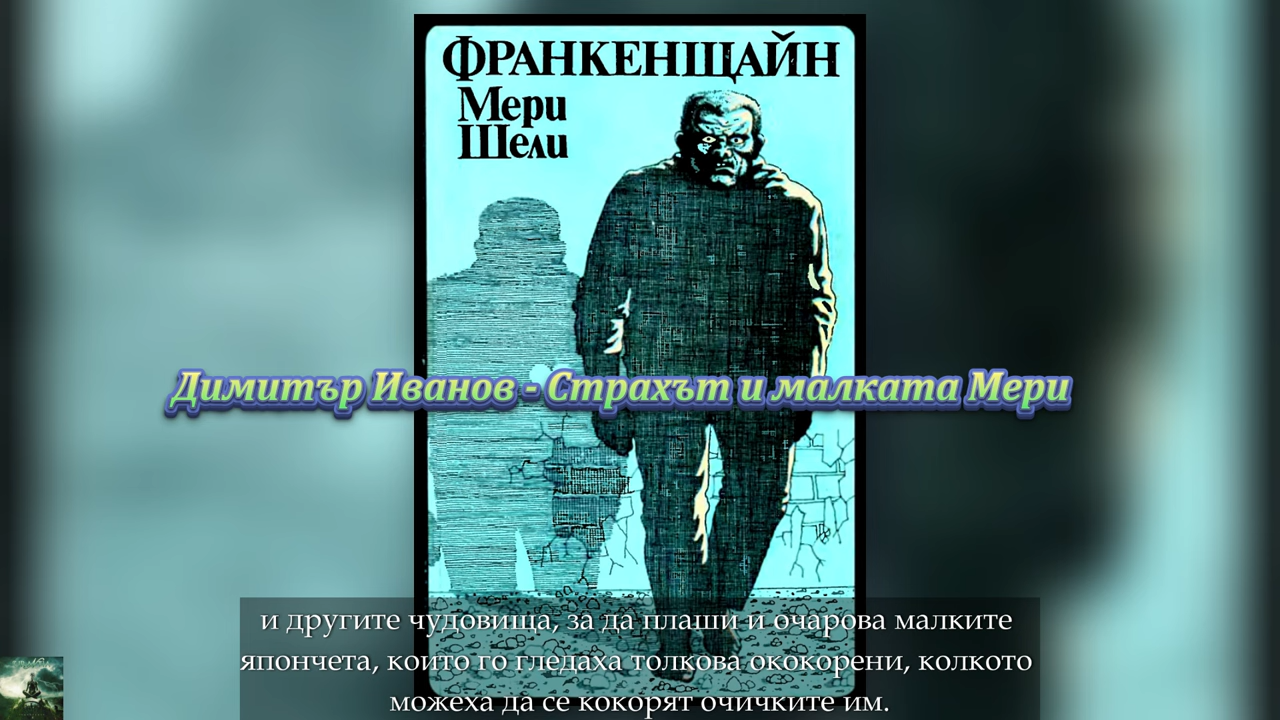 ФРАНКЕНЩАЙН
Мери
Шели
Димитър Иванов - Страхът и малката Мери
и другите чудовища, за да плаши и очарова малките
япончета, които го гледаха толкова ококорени, колкото
можеха да се кокорят очичките им.